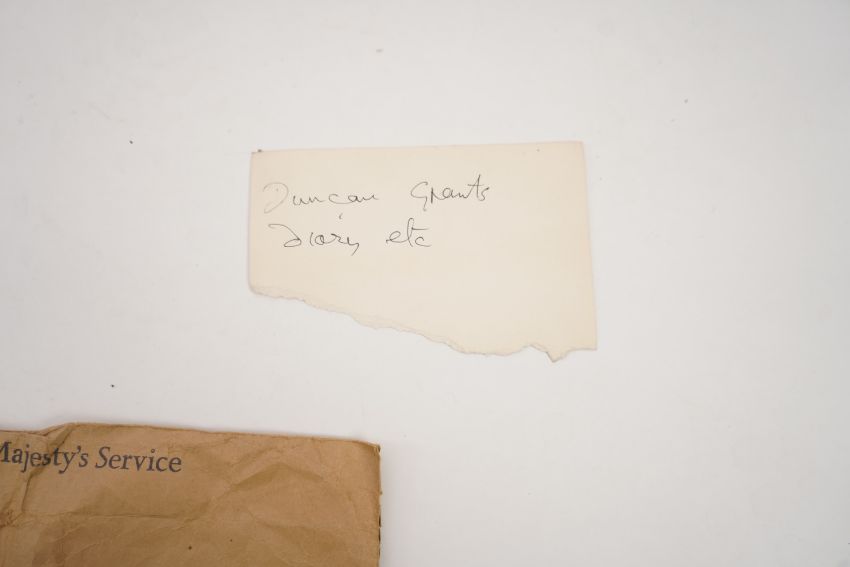 Duncan Grants
Diary etc
Majesty's Service